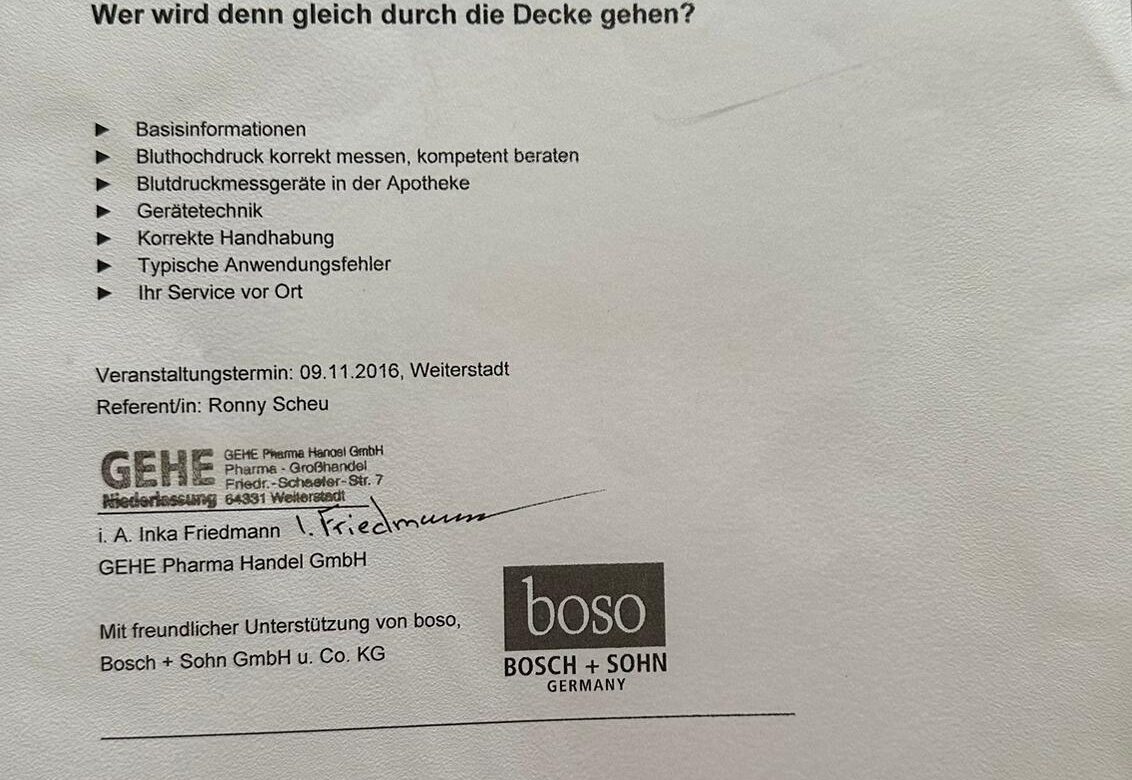 Wer wird denn gleich durch die Decke gehen?
► Basisinformationen
► Bluthochdruck korrekt messen, kompetent beraten
► Blutdruckmessgeräte in der Apotheke
► Gerätetechnik
► Korrekte Handhabung
► Typische Anwendungsfehler
► Ihr Service vor Ort
Veranstaltungstermin: 09.11.2016, Weiterstadt
Referent/in: Ronny Scheu
GEHE
GEHE Pharma Handel GmbH
Pharma - Großhandel
Friedr.-Schaefer-Str. 7
Niederlassung 64331 Weiterstadt
i. A. Inka Friedmann I. Friedmann
GEHE Pharma Handel GmbH
Mit freundlicher Unterstützung von boso,
Bosch + Sohn GmbH u. Co. KG
boso
BOSCH + SOHN
GERMANY